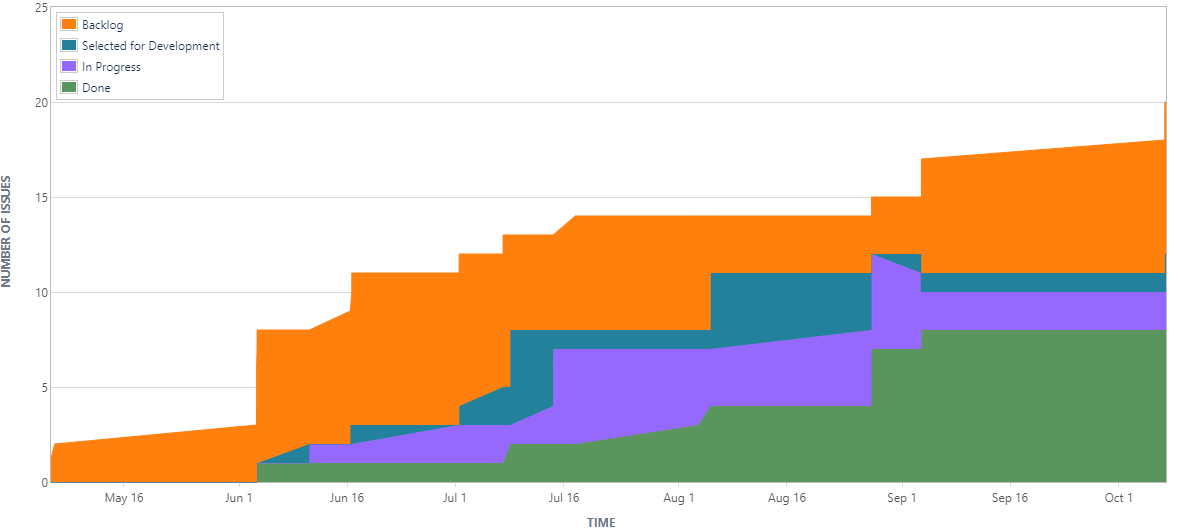 25
Backlog
Selected for Development
In Progress
Done
20
15
10
5
0
NUMBER OF ISSUES
May 16 Jun 1 Jun 16 Jul 1 Jul 16 Aug 1 Aug 16 Sep 1 Sep 16 Oct 1
TIME